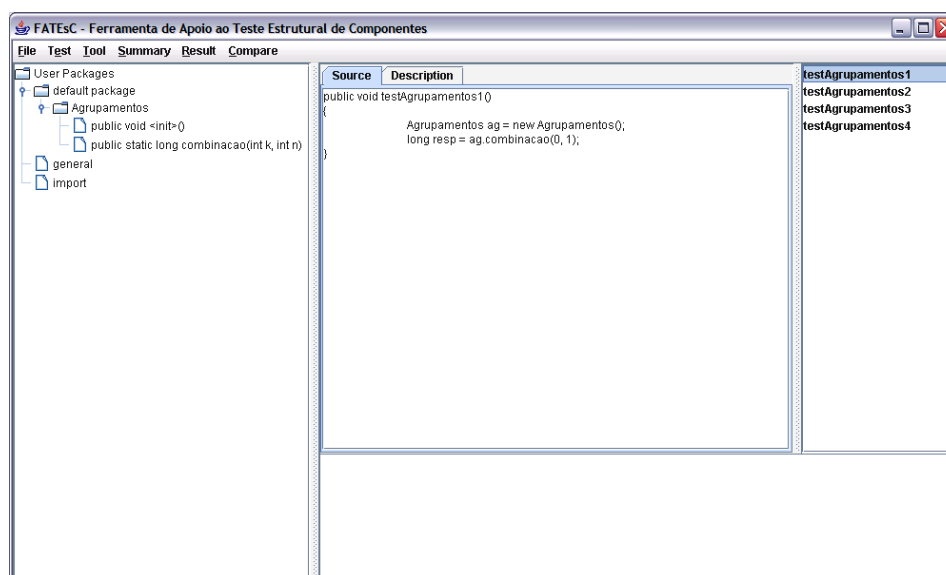 FATEsC - Ferramenta de Apoio ao Teste Estrutural de Componentes
File Test Tool Summary Result Compare
User Packages
default package
Agrupamentos
public void <init>()
public static long combinacao(int k, int n)
general
import
Source Description
public void testAgrupamentos1()
{
Agrupamentos ag = new Agrupamentos();
long resp = ag.combinacao(0, 1);
}
testAgrupamentos1
testAgrupamentos2
testAgrupamentos3
testAgrupamentos4